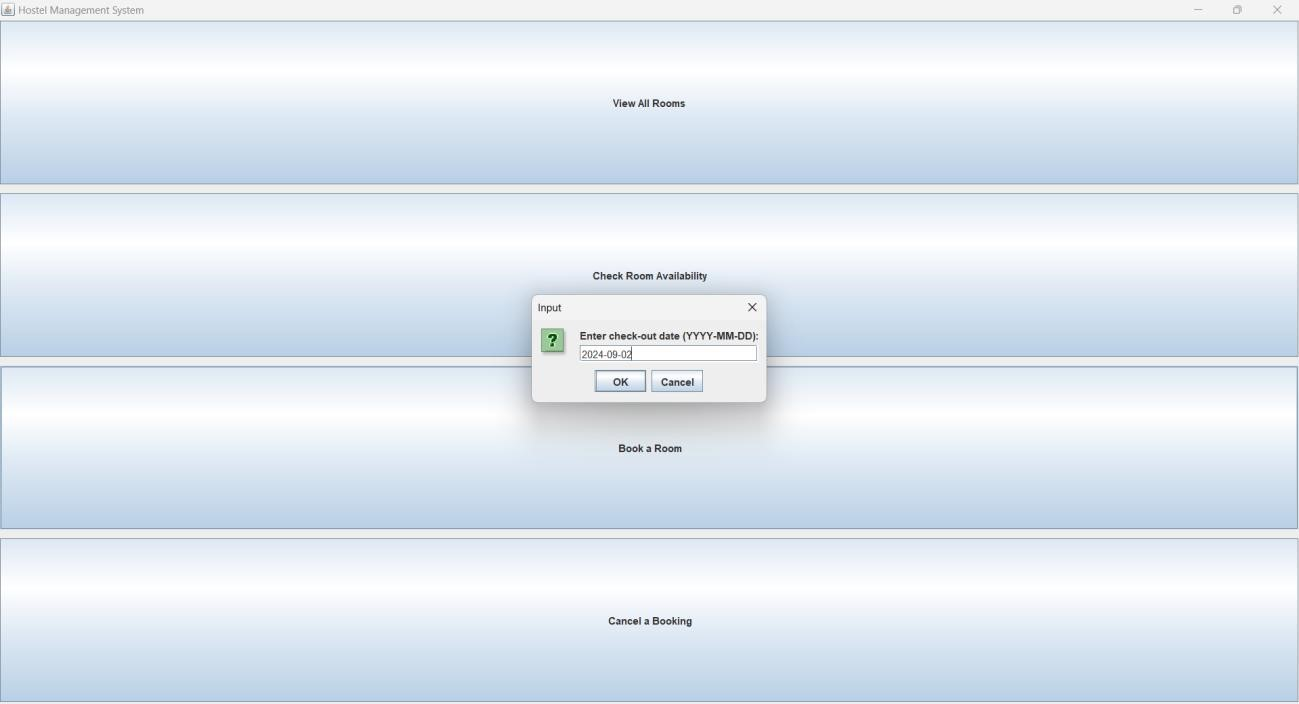 Hostel Management System
View All Rooms
Check Room Availability
Input
?
Enter check-out date (YYYY-MM-DD):
2024-09-02
OK
Cancel
Book a Room
Cancel a Booking